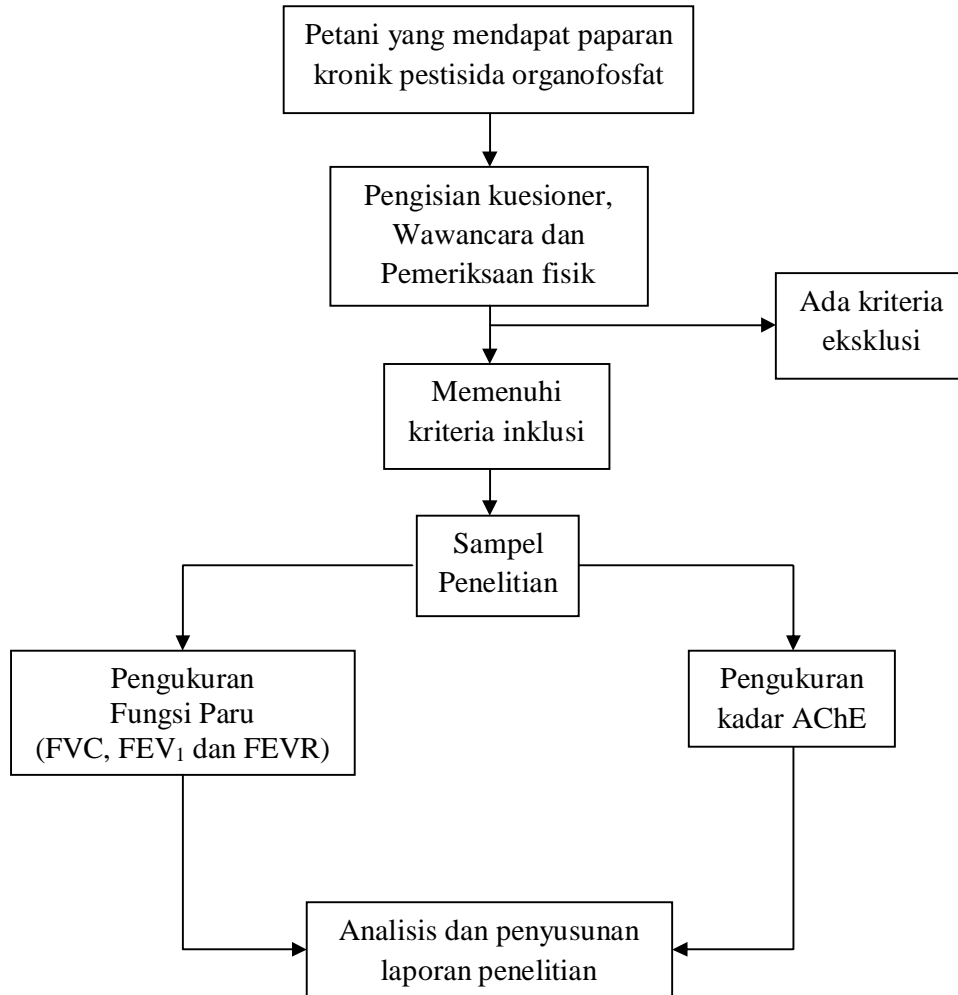 Petani yang mendapat paparan
kronik pestisida organofosfat
Pengisian kuesioner,
Wawancara dan
Pemeriksaan fisik
Ada kriteria
eksklusi
Memenuhi
kriteria inklusi
Sampel
Penelitian
Pengukuran
Fungsi Paru
(FVC, FEV₁ dan FEVR)
Pengukuran
kadar AChE
Analisis dan penyusunan
laporan penelitian